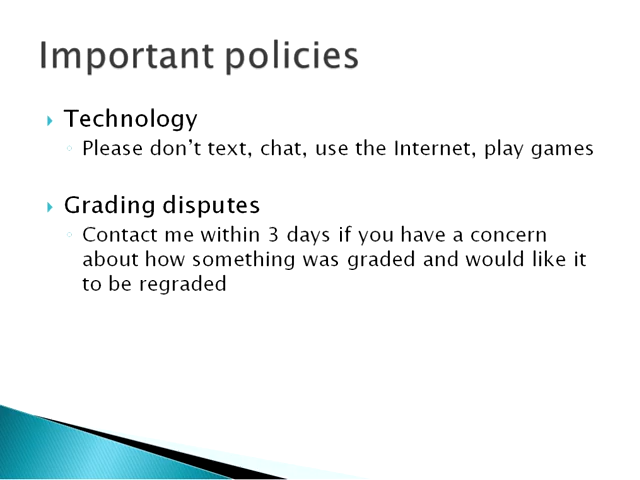 Important policies
Technology
Please don’t text, chat, use the Internet, play games
Grading disputes
Contact me within 3 days if you have a concern
about how something was graded and would like it
to be regraded